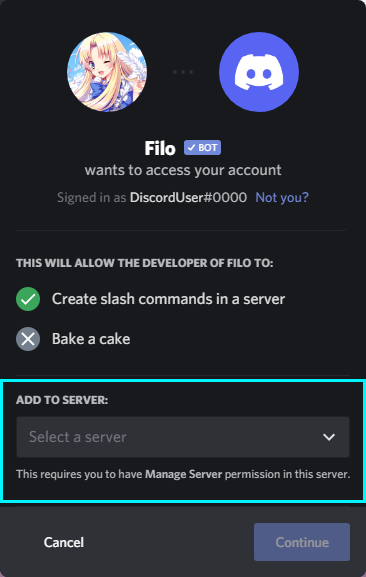 Filo ✓ BOT
wants to access your account
Signed in as DiscordUser#0000 Not you?
THIS WILL ALLOW THE DEVELOPER OF FILO TO:
Create slash commands in a server
Bake a cake
ADD TO SERVER:
Select a server
This requires you to have Manage Server permission in this server.
Cancel Continue